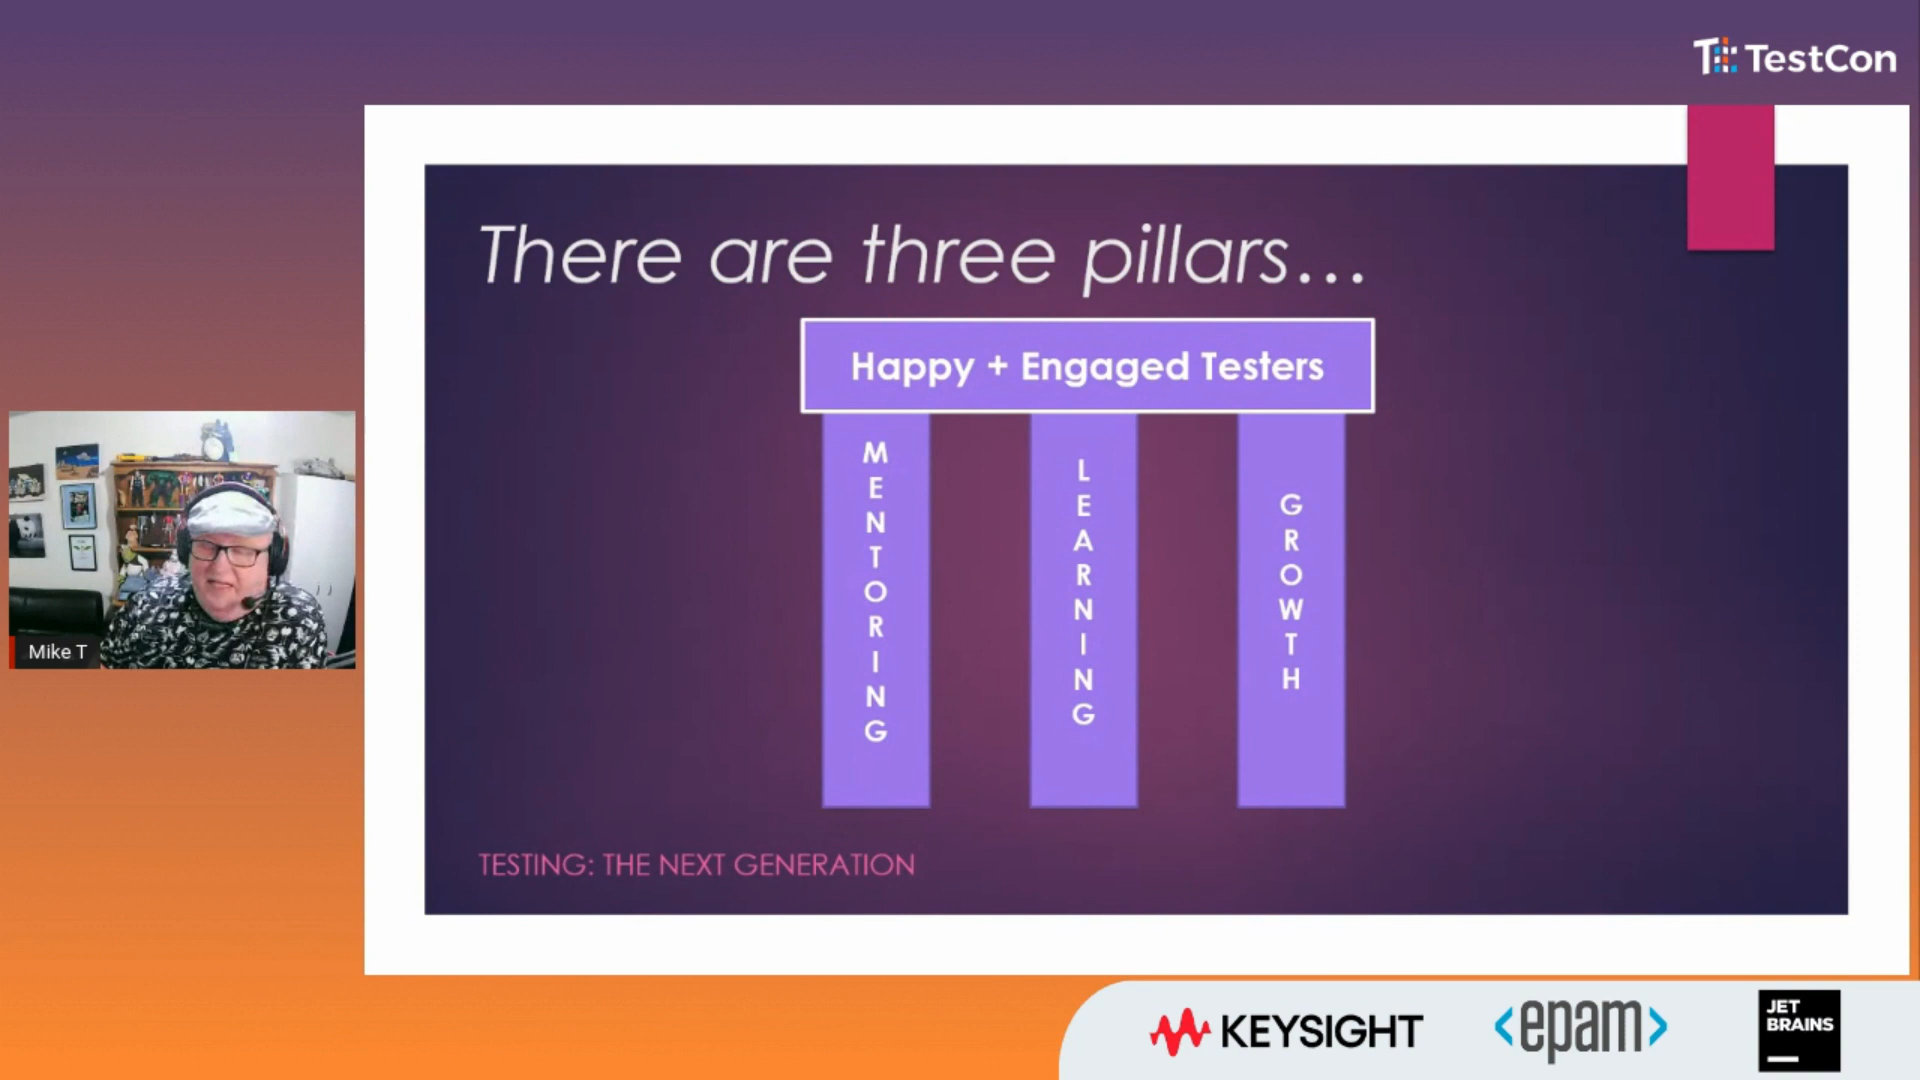 TestCon
There are three pillars...
Happy + Engaged Testers
MENTORING
LEARNING
GROWTH
TESTING: THE NEXT GENERATION
Mike T
KEYSIGHT
<epam>
JET
BRAINS